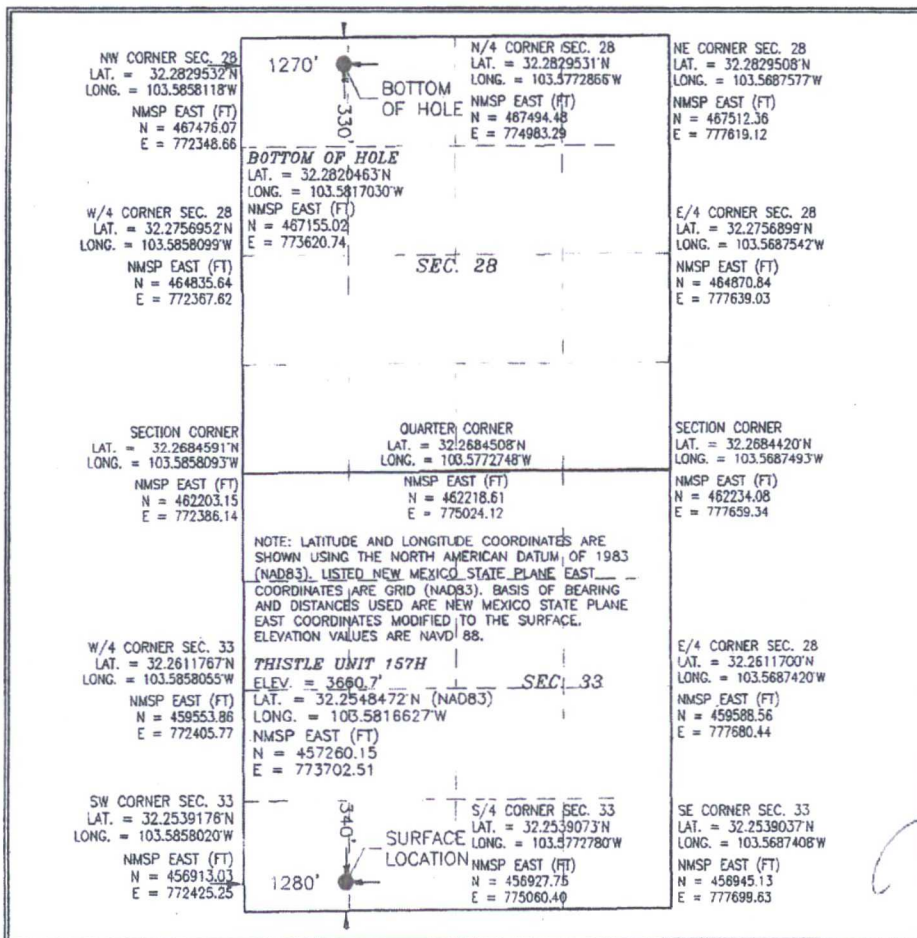 NW CORNER SEC. 28
LAT. = 32.2829532'N
LONG. = 103.5858118'W
NMSP EAST (FT)
N = 467476.07
E = 772348.66
1270'
330'
BOTTOM
OF HOLE
N/4 CORNER SEC. 28
LAT. = 32.2829531'N
LONG. = 103.5772866'W
NMSP EAST (FT)
N = 467494.48
E = 774983.29
NE CORNER SEC. 28
LAT. = 32.2829508'N
LONG. = 103.5687577'W
NMSP EAST (FT)
N = 467512.36
E = 777619.12
BOTTOM OF HOLE
LAT. = 32.2820463'N
LONG. = 103.5817030'W
NMSP EAST (FT)
N = 467155.02
E = 773620.74
W/4 CORNER SEC. 28
LAT. = 32.2756952'N
LONG. = 103.5858099'W
NMSP EAST (FT)
N = 464835.64
E = 772367.62
SEC. 28
E/4 CORNER SEC. 28
LAT. = 32.2756899'N
LONG. = 103.5687542'W
NMSP EAST (FT)
N = 464870.84
E = 777639.03
SECTION CORNER
LAT. = 32.2684591'N
LONG. = 103.5858093'W
NMSP EAST (FT)
N = 462203.15
E = 772386.14
QUARTER CORNER
LAT. = 32.2684508'N
LONG. = 103.5772748'W
NMSP EAST (FT)
N = 462218.61
E = 775024.12
SECTION CORNER
LAT. = 32.2684420'N
LONG. = 103.5687493'W
NMSP EAST (FT)
N = 462234.08
E = 777659.34
NOTE: LATITUDE AND LONGITUDE COORDINATES ARE
SHOWN USING THE NORTH AMERICAN DATUM OF 1983
(NAD83). LISTED NEW MEXICO STATE PLANE EAST
COORDINATES ARE GRID (NAD83). BASIS OF BEARING
AND DISTANCES USED ARE NEW MEXICO STATE PLANE
EAST COORDINATES MODIFIED TO THE SURFACE.
ELEVATION VALUES ARE NAVD 88.
W/4 CORNER SEC. 33
LAT. = 32.2611767'N
LONG. = 103.5858055'W
NMSP EAST (FT)
N = 459553.86
E = 772405.77
THISTLE UNIT 157H
ELEV. = 3660.7'
LAT. = 32.2548472'N (NAD83)
LONG. = 103.5816627'W
NMSP EAST (FT)
N = 457260.15
E = 773702.51
SEC. 33
E/4 CORNER SEC. 28
LAT. = 32.2611700'N
LONG. = 103.5687420'W
NMSP EAST (FT)
N = 459588.56
E = 777680.44
SW CORNER SEC. 33
LAT. = 32.2539176'N
LONG. = 103.5858020'W
NMSP EAST (FT)
N = 456913.03
E = 772425.25
340'
SURFACE
LOCATION
1280'
S/4 CORNER SEC. 33
LAT. = 32.2539073'N
LONG. = 103.5772780'W
NMSP EAST (FT)
N = 456927.75
E = 775060.40
SE CORNER SEC. 33
LAT. = 32.2539037'N
LONG. = 103.5687408'W
NMSP EAST (FT)
N = 456945.13
E = 777699.63